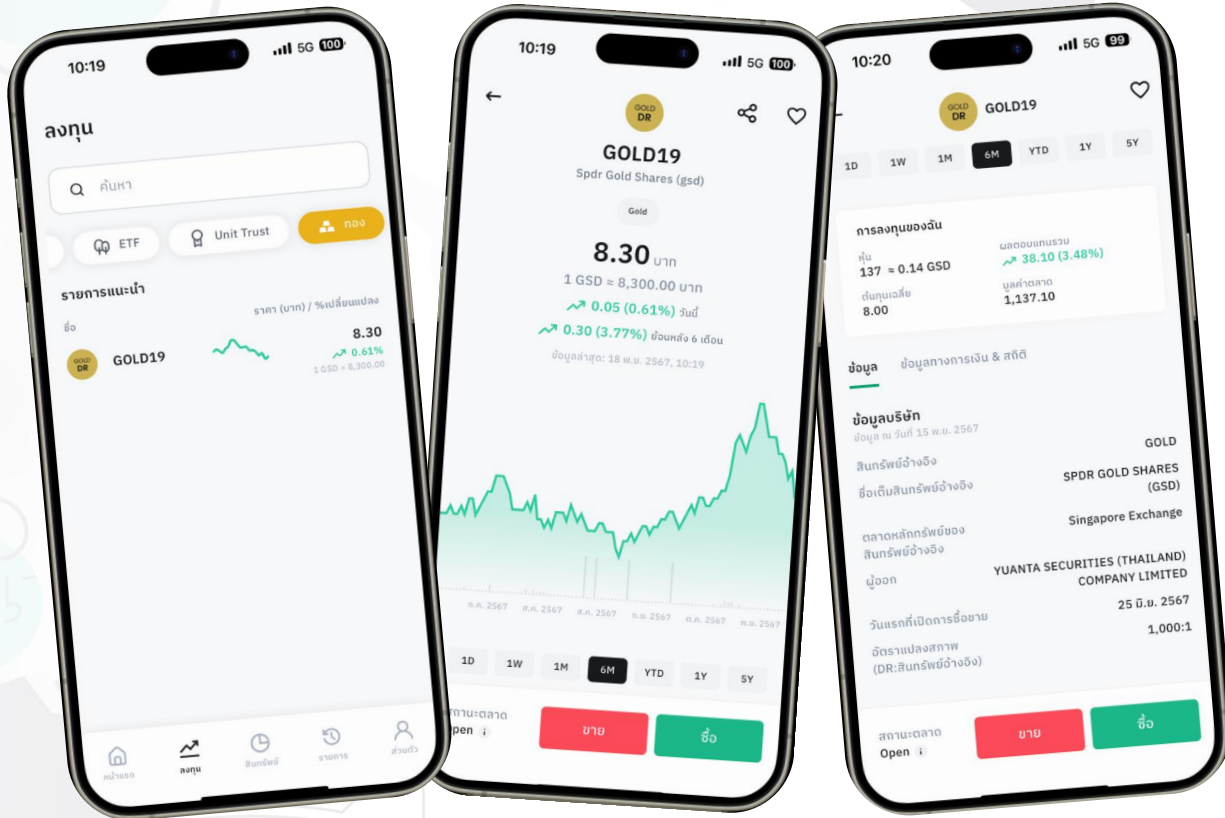 10:19
5G 100
ลงทุน
ค้นหา
ETF
Unit Trust
ทอง
รายการแนะนำ
ชื่อ
ราคา (บาท) / %เปลี่ยนแปลง
GOLD DR
GOLD19
8.30
0.61%
1 GSD ≈ 8,300.00
หน้าแรก
ลงทุน
สินทรัพย์
รายการ
ส่วนตัว
10:19
5G 100
GOLD
DR
GOLD19
Spdr Gold Shares (gsd)
Gold
8.30 บาท
1 GSD ≈ 8,300.00 บาท
0.05 (0.61%) วันนี้
0.30 (3.77%) ย้อนหลัง 6 เดือน
ข้อมูลล่าสุด: 18 พ.ย. 2567, 10:19
ก.ค. 2567 ส.ค. 2567 ส.ค. 2567 ก.ย. 2567 ต.ค. 2567 พ.ย. 2567
1D 1W 1M 6M YTD 1Y 5Y
สถานะตลาด
Open
ขาย
ซื้อ
10:20
5G 99
GOLD
DR
GOLD19
1D 1W 1M 6M YTD 1Y 5Y
การลงทุนของฉัน
หุ้น
137 ≈ 0.14 GSD
ผลตอบแทนรวม
38.10 (3.48%)
ต้นทุนเฉลี่ย
8.00
มูลค่าตลาด
1,137.10
ข้อมูล
ข้อมูลทางการเงิน & สถิติ
ข้อมูลบริษัท
ข้อมูล ณ วันที่ 15 พ.ย. 2567
สินทรัพย์อ้างอิง
GOLD
ชื่อเต็มสินทรัพย์อ้างอิง
SPDR GOLD SHARES
(GSD)
ตลาดหลักทรัพย์ของ
สินทรัพย์อ้างอิง
Singapore Exchange
ผู้ออก
YUANTA SECURITIES (THAILAND)
COMPANY LIMITED
วันแรกที่เปิดการซื้อขาย
25 มิ.ย. 2567
อัตราแปลงสภาพ
(DR:สินทรัพย์อ้างอิง)
1,000:1
สถานะตลาด
Open
ขาย
ซื้อ